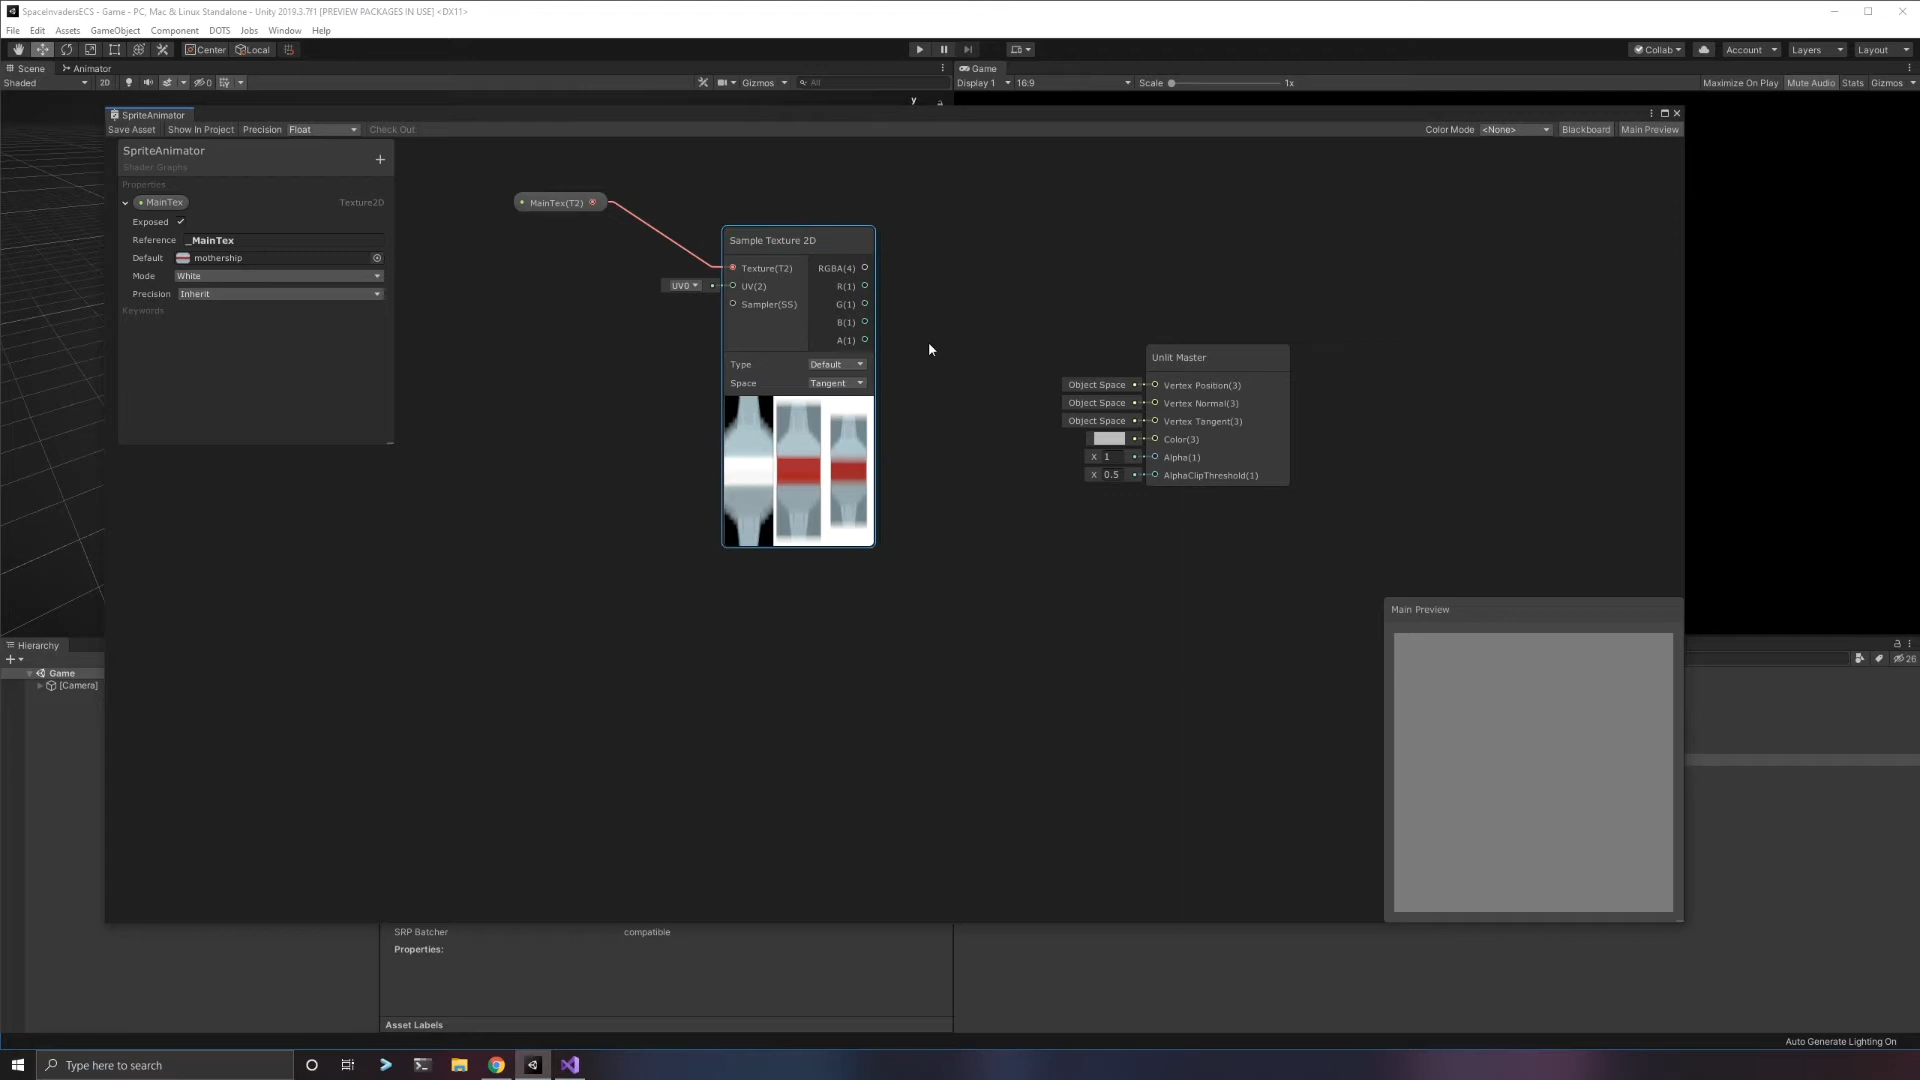 SpaceInvadersECS - Game - PC, Mac & Linux Standalone - Unity 2019.3.7f1 [PREVIEW PACKAGES IN USE] <DX11>
File Edit Assets GameObject Component DOTS Jobs Window Help
Center Local Collab Account Layers Layout
Scene Animator Game
Shaded 2D 0 Gizmos All Display 1 16:9 Scale 1x Maximize On Play Mute Audio Stats Gizmos
y
SpriteAnimator
Save Asset Show In Project Precision Float Check Out Color Mode <None> Blackboard Main Preview
SpriteAnimator
Shader Graphs
Properties
MainTex Texture2D
Exposed
Reference _MainTex
Default mothership
Mode White
Precision Inherit
Keywords
MainTex(T2)
Sample Texture 2D
Texture(T2) RGBA(4)
UV0 UV(2) R(1)
Sampler(SS) G(1)
B(1)
A(1)
Type Default
Space Tangent
Unlit Master
Object Space Vertex Position(3)
Object Space Vertex Normal(3)
Object Space Vertex Tangent(3)
Color(3)
X 1 Alpha(1)
X 0.5 AlphaClipThreshold(1)
Main Preview
Hierarchy
26
Game
[Camera]
SRP Batcher compatible
Properties:
Asset Labels
Auto Generate Lighting On
Type here to search